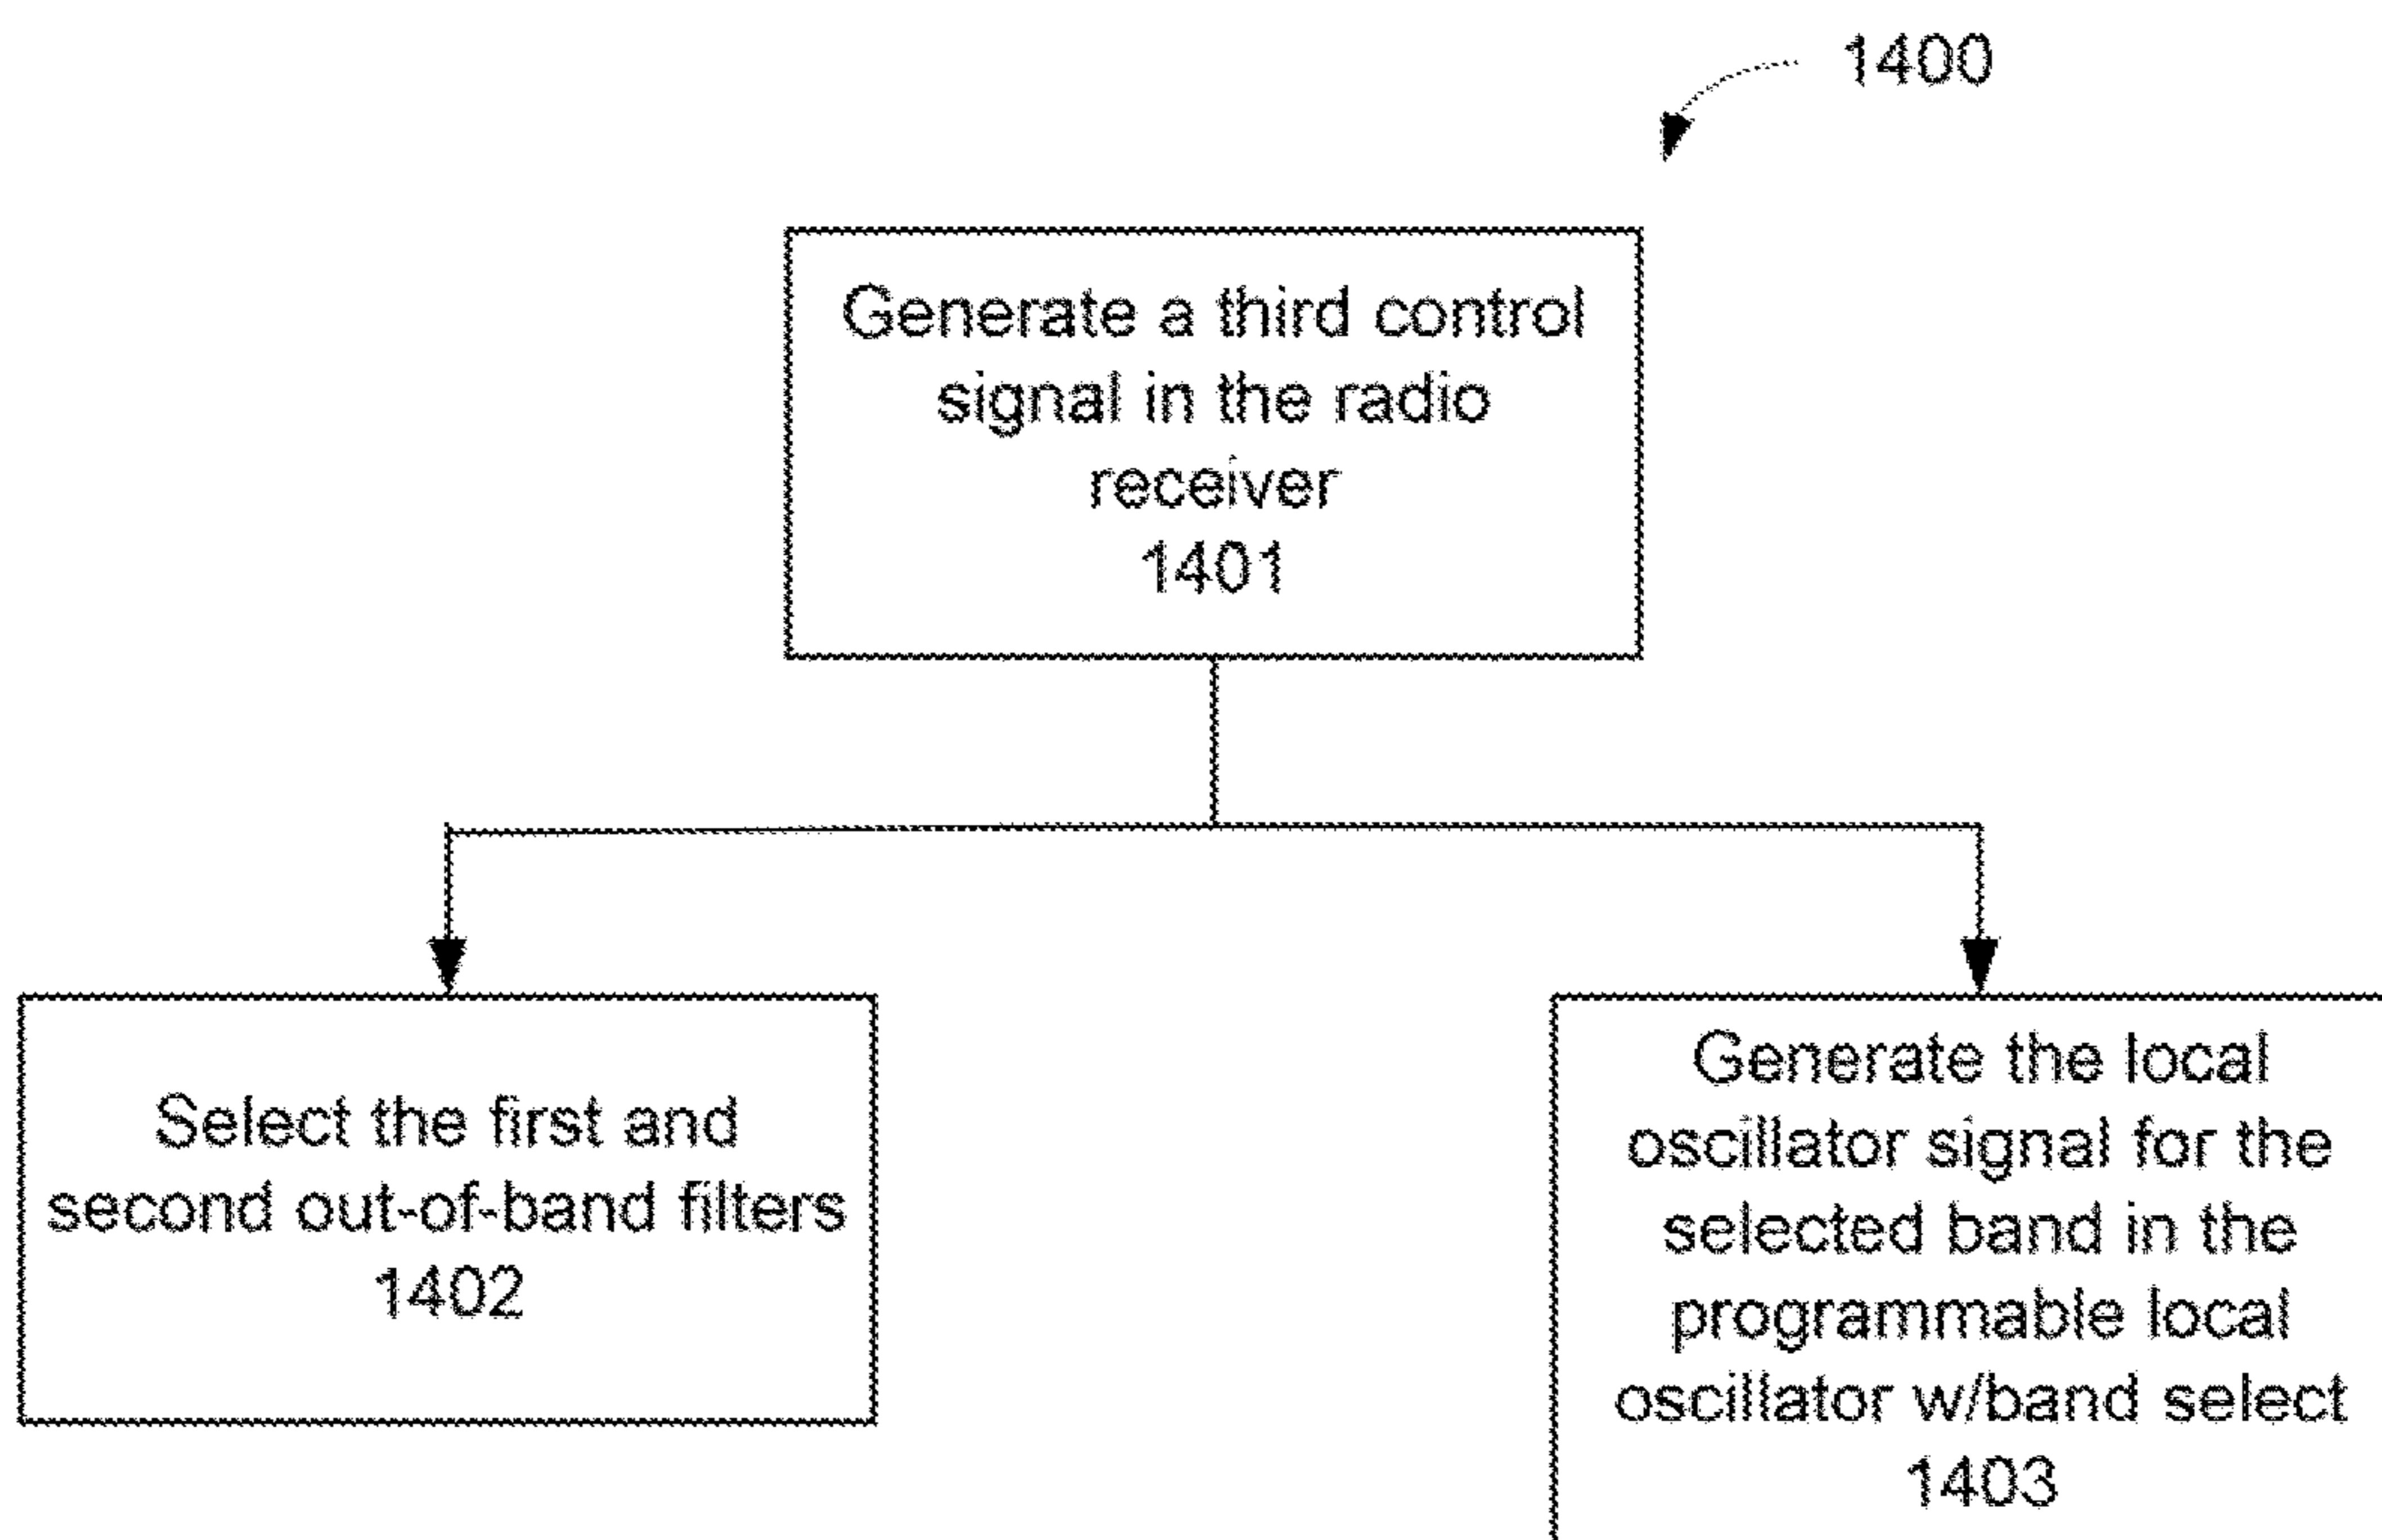 1400
Generate a third control
signal in the radio
receiver
1401
Select the first and
second out-of-band filters
1402
Generate the local
oscillator signal for the
selected band in the
programmable local
oscillator w/band select
1403